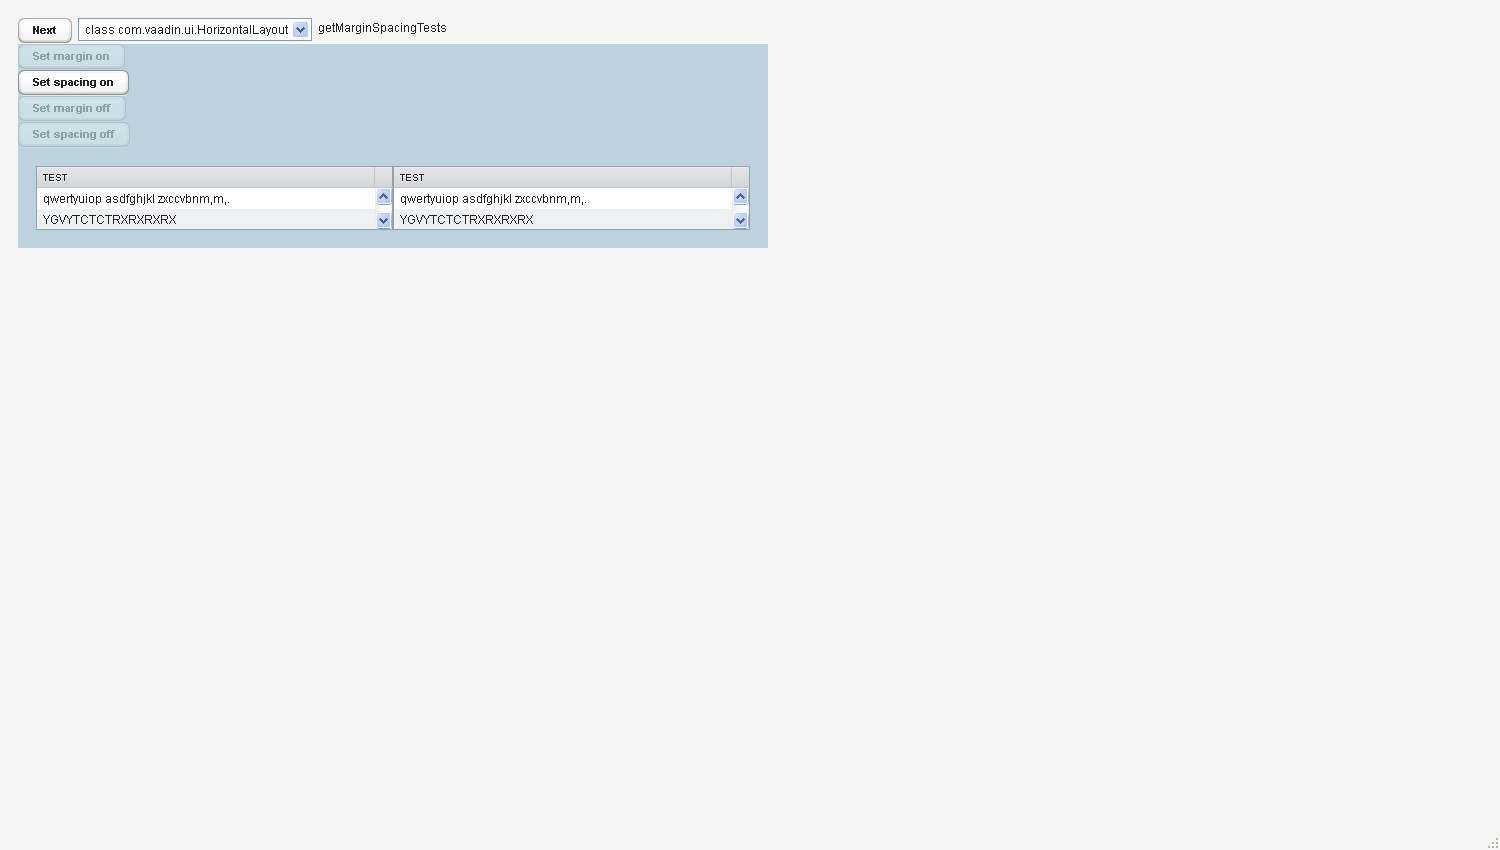 Next class com.vaadin.ui.HorizontalLayout getMarginSpacingTests
Set margin on
Set spacing on
Set margin off
Set spacing off
TEST TEST
qwertyuiop asdfghjkl zxccvbnm,m,. qwertyuiop asdfghjkl zxccvbnm,m,.
YGVYTCTCTRXRXRXRX YGVYTCTCTRXRXRXRX